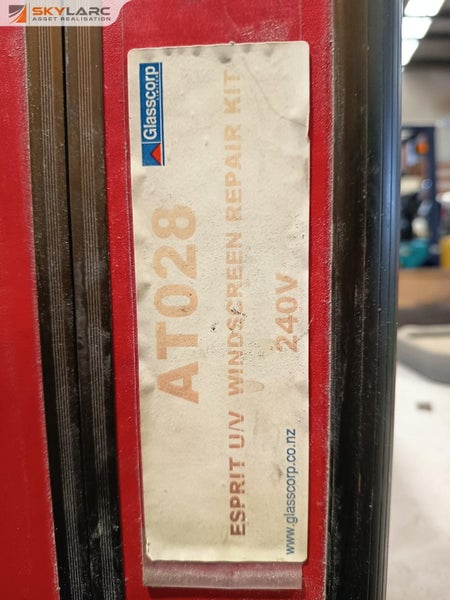 SKYLARC
ASSET REALISATION
Glasscorp
AT028
ESPRIT U/V WINDSCREEN REPAIR KIT
240V
www.glasscorp.co.nz